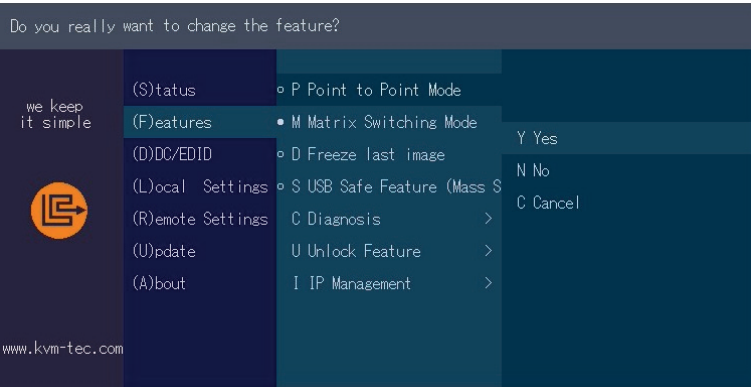 Do you really want to change the feature?
we keep
it simple
www.kvm-tec.com
(S)tatus
(F)eatures
(D)DC/EDID
(L)ocal Settings
(R)emote Settings
(U)pdate
(A)bout
P Point to Point Mode
M Matrix Switching Mode
D Freeze last image
S USB Safe Feature (Mass S
C Diagnosis >
U Unlock Feature >
I IP Management >
Y Yes
N No
C Cancel